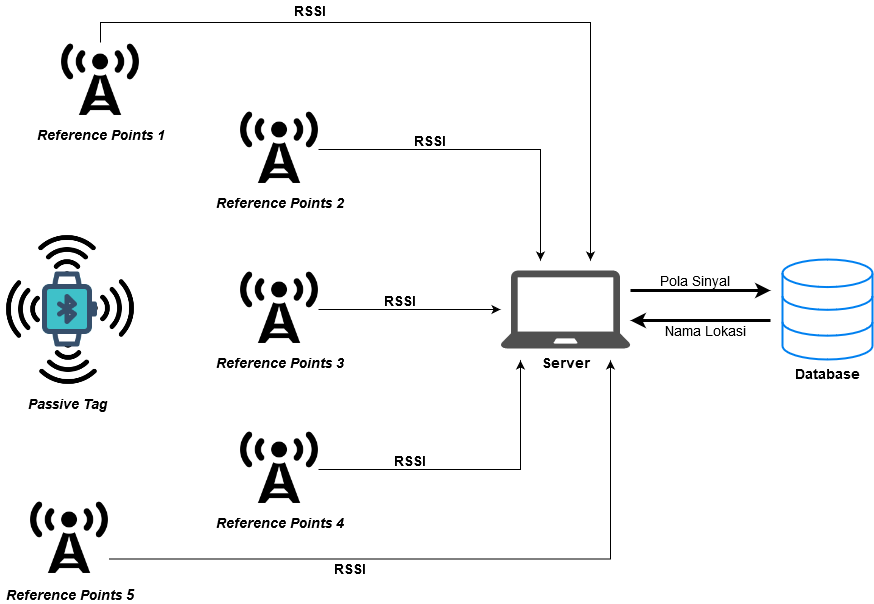 RSSI
Reference Points 1
RSSI
Reference Points 2
Passive Tag
RSSI
Reference Points 3
Server
Pola Sinyal
Nama Lokasi
Database
RSSI
Reference Points 4
RSSI
Reference Points 5